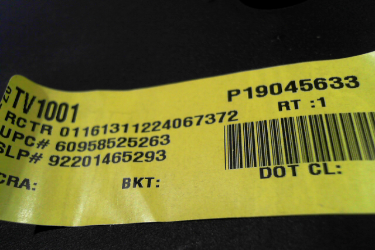 TV1001 P19045633
RCTR 01161311224067372 RT :1
UPC# 60958525263
SLP# 92201465293
CRA: BKT: DOT CL: